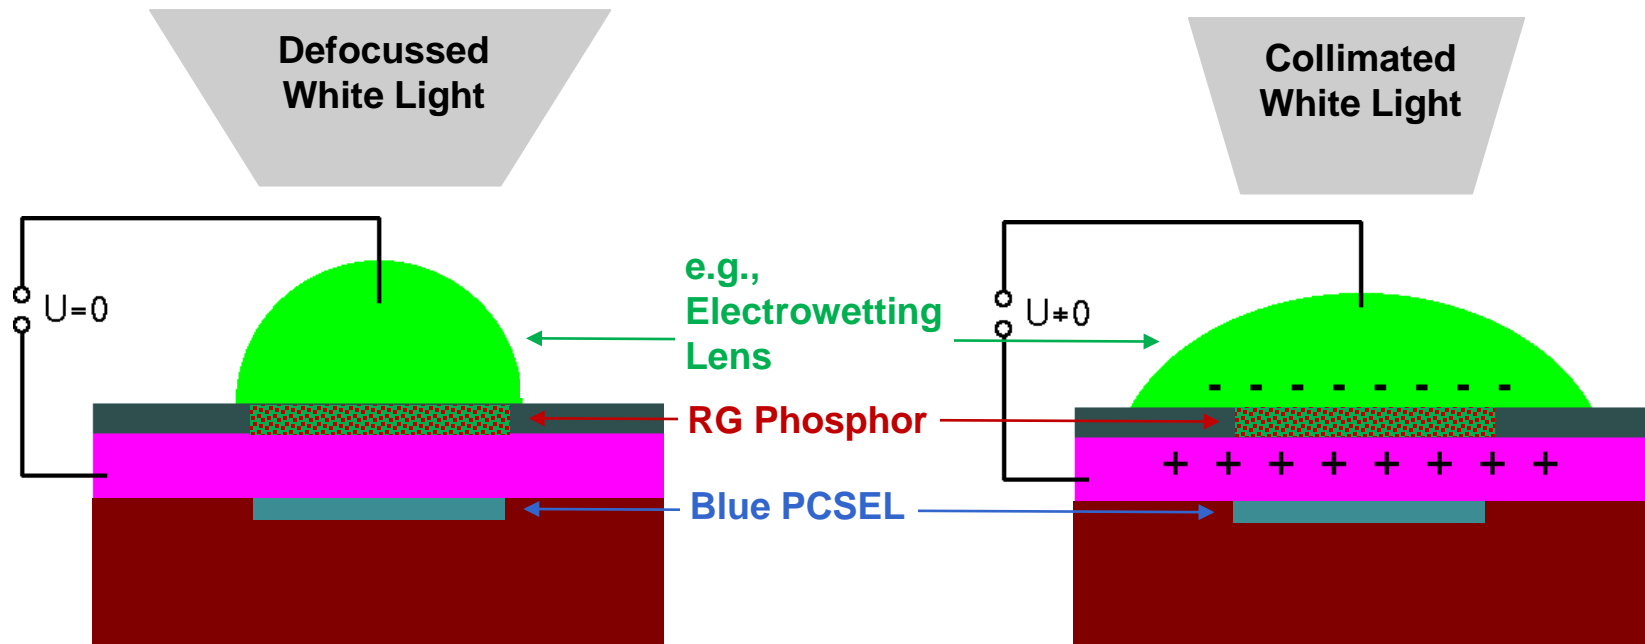 Defocussed
White Light
Collimated
White Light
U=0
e.g.,
Electrowetting
Lens
U≠0
- - - - - - - -
RG Phosphor
+ + + + + + + +
Blue PCSEL